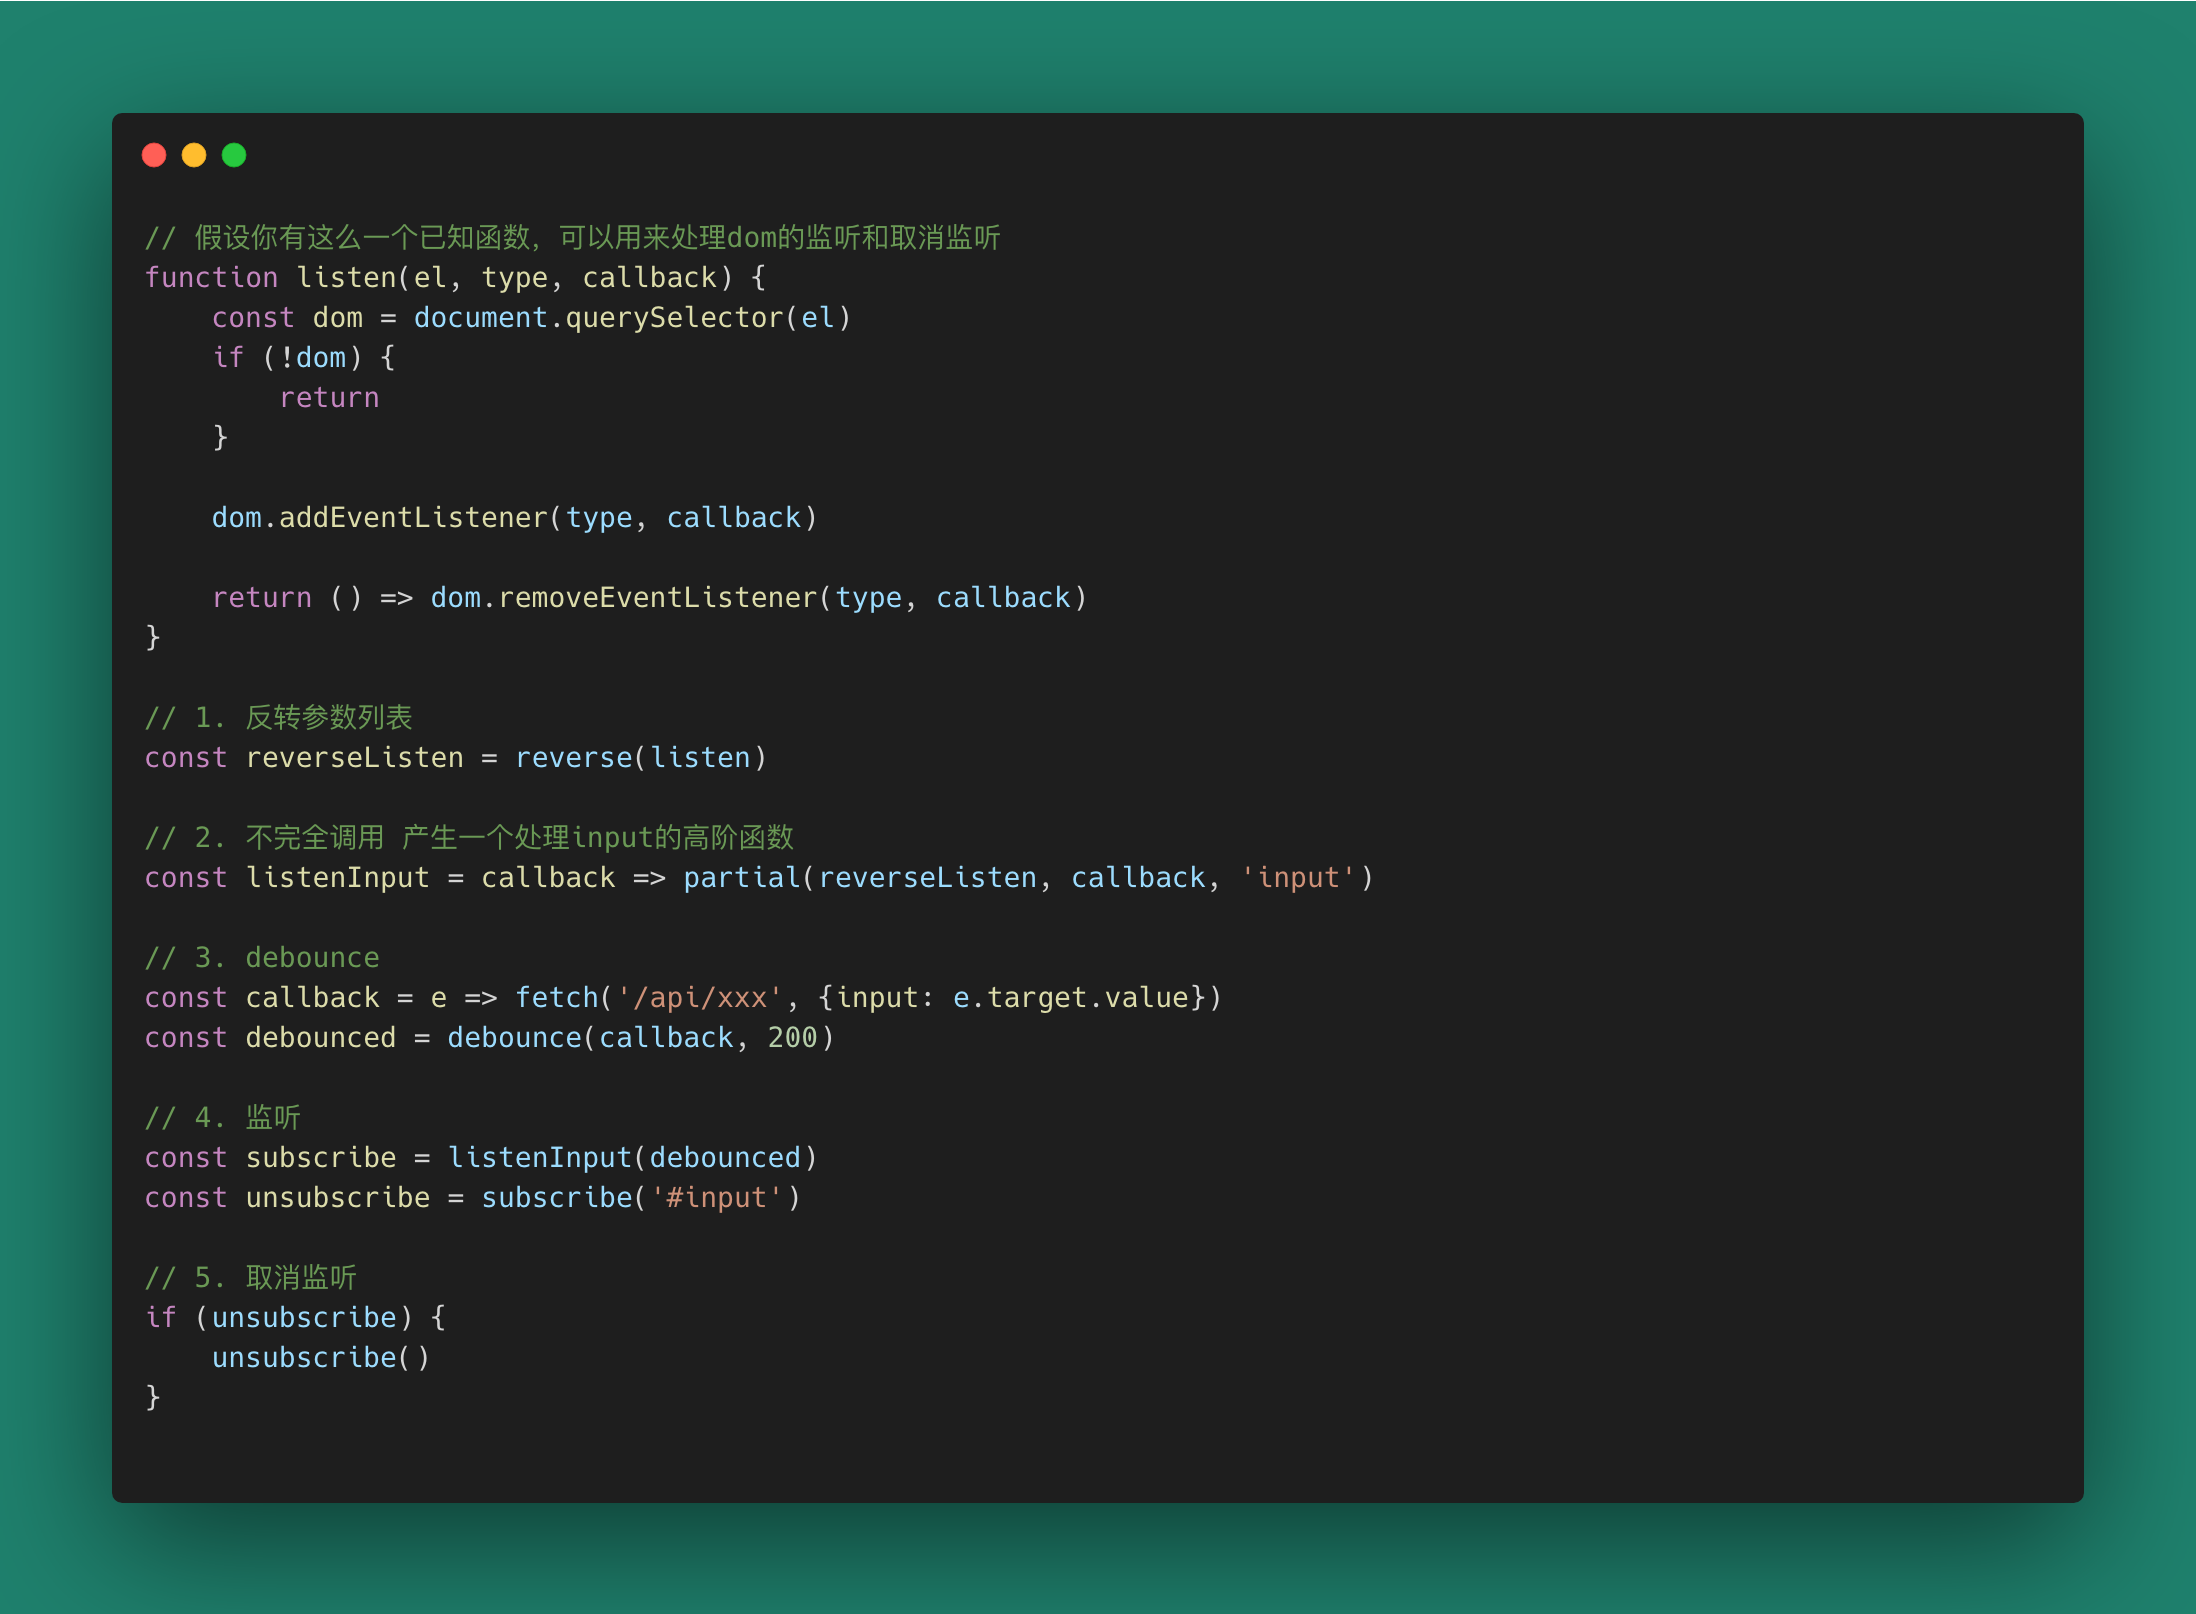 // 假设你有这么一个已知函数，可以用来处理dom的监听和取消监听
function listen(el, type, callback) {
    const dom = document.querySelector(el)
    if (!dom) {
        return
    }

    dom.addEventListener(type, callback)

    return () => dom.removeEventListener(type, callback)
}

// 1. 反转参数列表
const reverseListen = reverse(listen)

// 2. 不完全调用 产生一个处理input的高阶函数
const listenInput = callback => partial(reverseListen, callback, 'input')

// 3. debounce
const callback = e => fetch('/api/xxx', {input: e.target.value})
const debounced = debounce(callback, 200)

// 4. 监听
const subscribe = listenInput(debounced)
const unsubscribe = subscribe('#input')

// 5. 取消监听
if (unsubscribe) {
    unsubscribe()
}